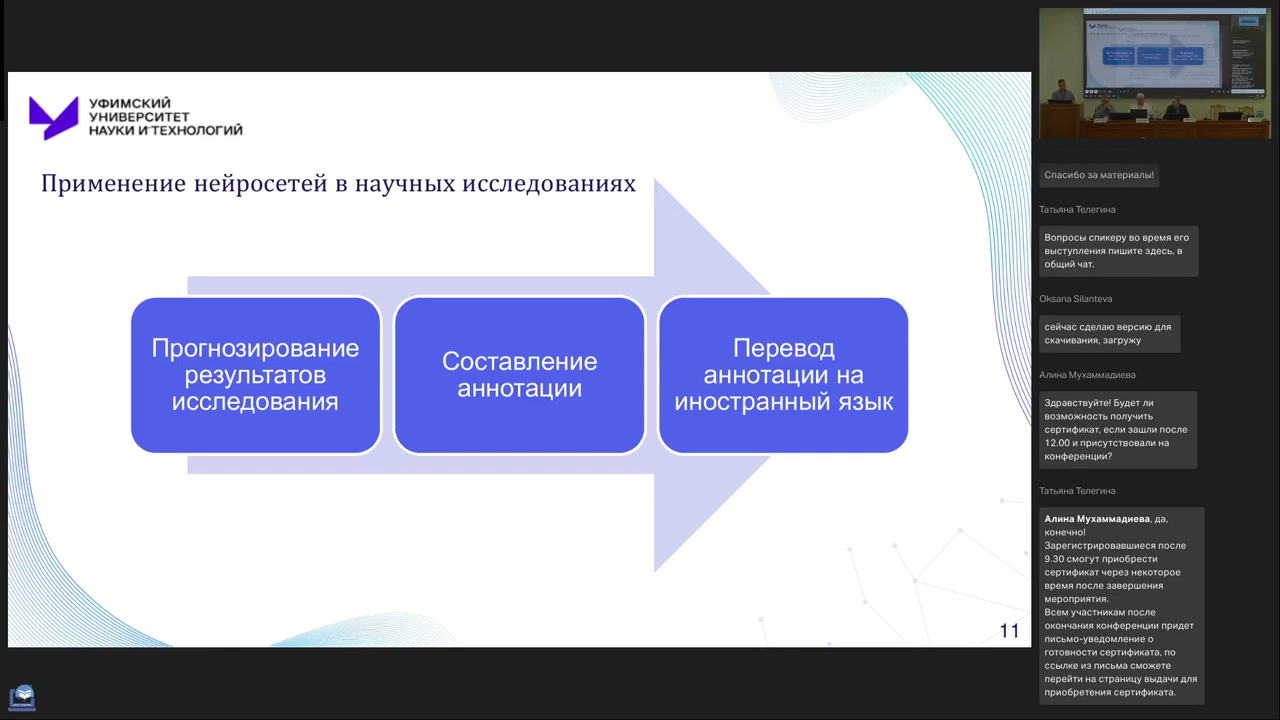 УФИМСКИЙ
УНИВЕРСИТЕТ
НАУКИ И ТЕХНОЛОГИЙ
Применение нейросетей в научных исследованиях
Прогнозирование
результатов
исследования
Составление
аннотации
Перевод
аннотации на
иностранный язык
11
Спасибо за материалы!
Татьяна Телегина
Вопросы спикеру во время его
выступления пишите здесь, в
общий чат.
Oksana Silanteva
сейчас сделаю версию для
скачивания, загружу
Алина Мухаммадиева
Здравствуйте! Будет ли
возможность получить
сертификат, если зашли после
12.00 и присутствовали на
конференции?
Татьяна Телегина
Алина Мухаммадиева, да,
конечно!
Зарегистрировавшиеся после
9.30 смогут приобрести
сертификат через некоторое
время после завершения
мероприятия.
Всем участникам после
окончания конференции придет
письмо-уведомление о
готовности сертификата, по
ссылке из письма сможете
перейти на страницу выдачи для
приобретения сертификата.